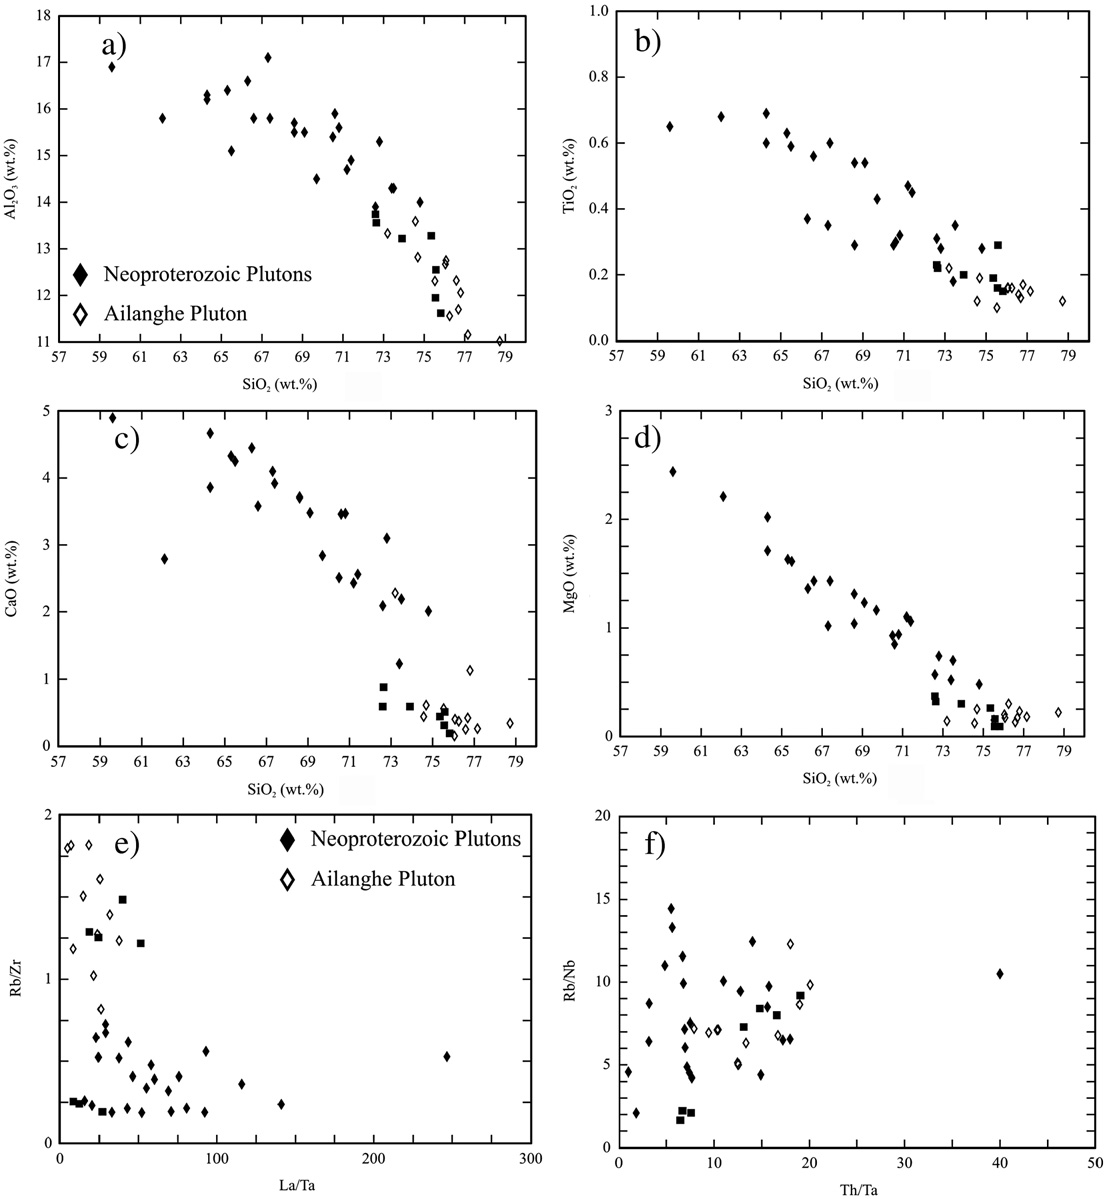 a)
18
17
16
15
14
13
12
11
Al₂O₃ (wt.%)
Neoproterozoic Plutons
Ailanghe Pluton
57 59 61 63 65 67 69 71 73 75 77 79
SiO₂ (wt.%)
b)
1.0
0.8
0.6
0.4
0.2
0.0
TiO₂ (wt.%)
57 59 61 63 65 67 69 71 73 75 77 79
SiO₂ (wt.%)
c)
5
4
3
2
1
0
CaO (wt.%)
57 59 61 63 65 67 69 71 73 75 77 79
SiO₂ (wt.%)
d)
3
2
1
0
MgO (wt.%)
57 59 61 63 65 67 69 71 73 75 77 79
SiO₂ (wt.%)
e)
2
1
0
Rb/Zr
Neoproterozoic Plutons
Ailanghe Pluton
0 100 200 300
La/Ta
f)
20
15
10
5
0
Rb/Nb
0 10 20 30 40 50
Th/Ta